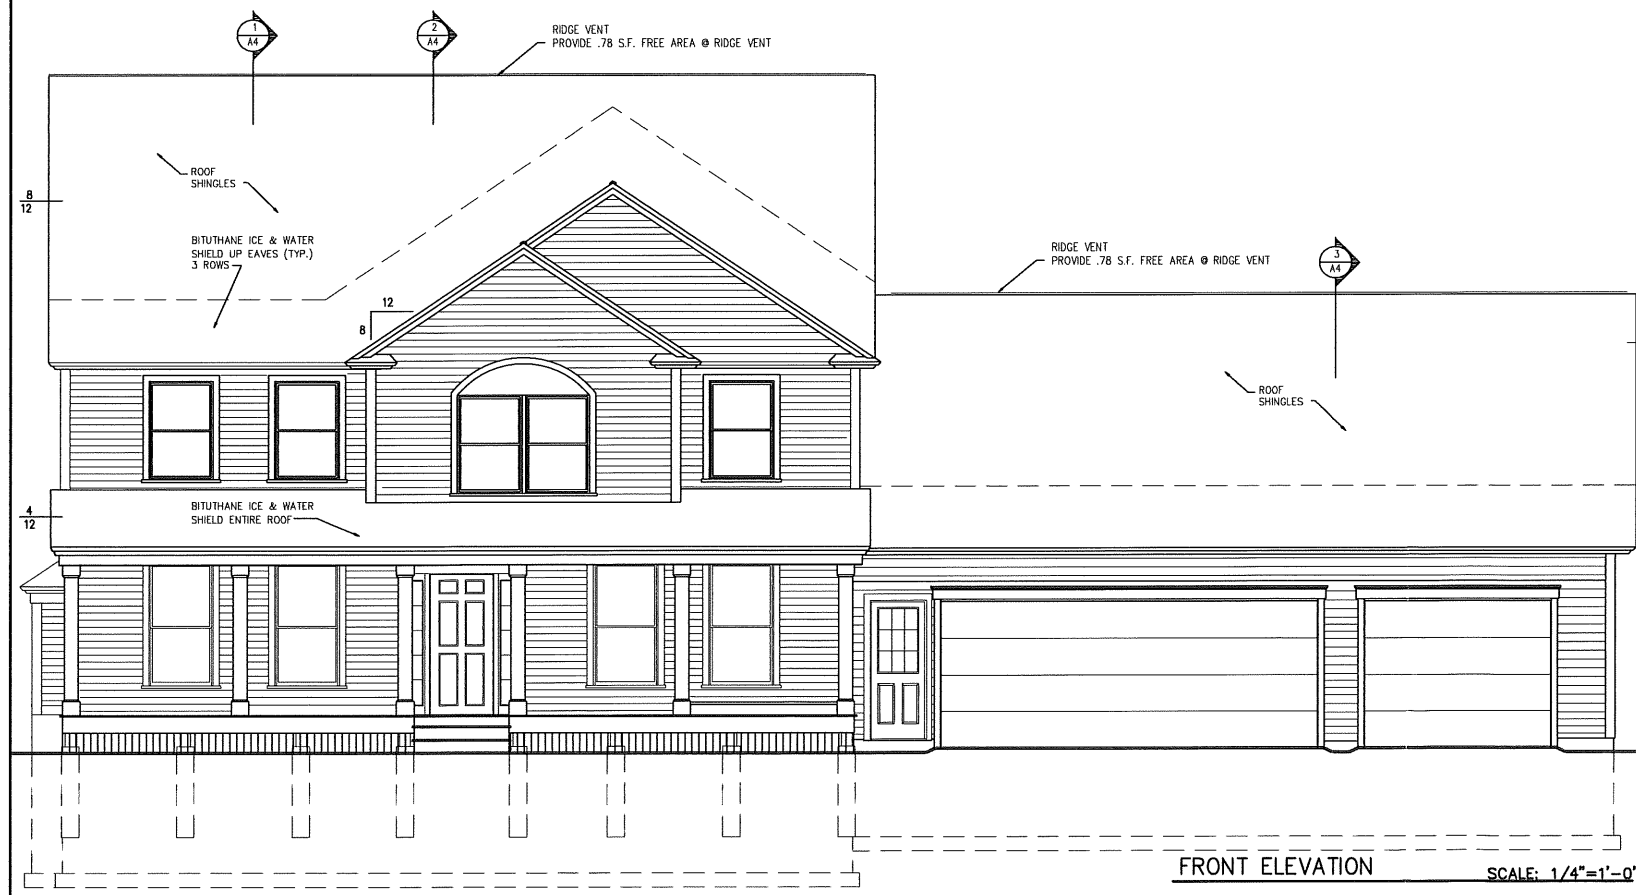 1
A4
2
A4
RIDGE VENT
PROVIDE .78 S.F. FREE AREA @ RIDGE VENT
ROOF
SHINGLES
8
12
BITUTHANE ICE & WATER
SHIELD UP EAVES (TYP.)
3 ROWS
12
8
RIDGE VENT
PROVIDE .78 S.F. FREE AREA @ RIDGE VENT
3
A4
ROOF
SHINGLES
4
12
BITUTHANE ICE & WATER
SHIELD ENTIRE ROOF
FRONT ELEVATION
SCALE: 1/4"=1'-0"